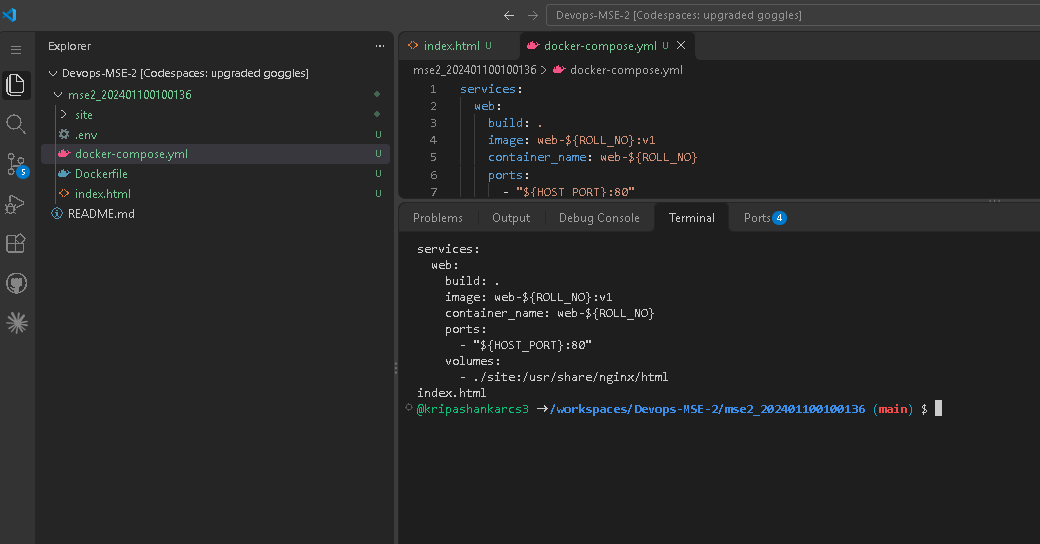 Devops-MSE-2 [Codespaces: upgraded goggles]
Explorer
Devops-MSE-2 [Codespaces: upgraded goggles]
mse2_202401100100136
site
.env U
docker-compose.yml U
Dockerfile U
index.html U
README.md
5
index.html U
docker-compose.yml U
mse2_202401100100136 > docker-compose.yml
1 services:
2 web:
3 build: .
4 image: web-${ROLL_NO}:v1
5 container_name: web-${ROLL_NO}
6 ports:
7 - "${HOST_PORT}:80"
Problems Output Debug Console Terminal Ports 4
services:
web:
build: .
image: web-${ROLL_NO}:v1
container_name: web-${ROLL_NO}
ports:
- "${HOST_PORT}:80"
volumes:
- ./site:/usr/share/nginx/html
index.html
@kripashankarcs3 →/workspaces/Devops-MSE-2/mse2_202401100100136 (main) $